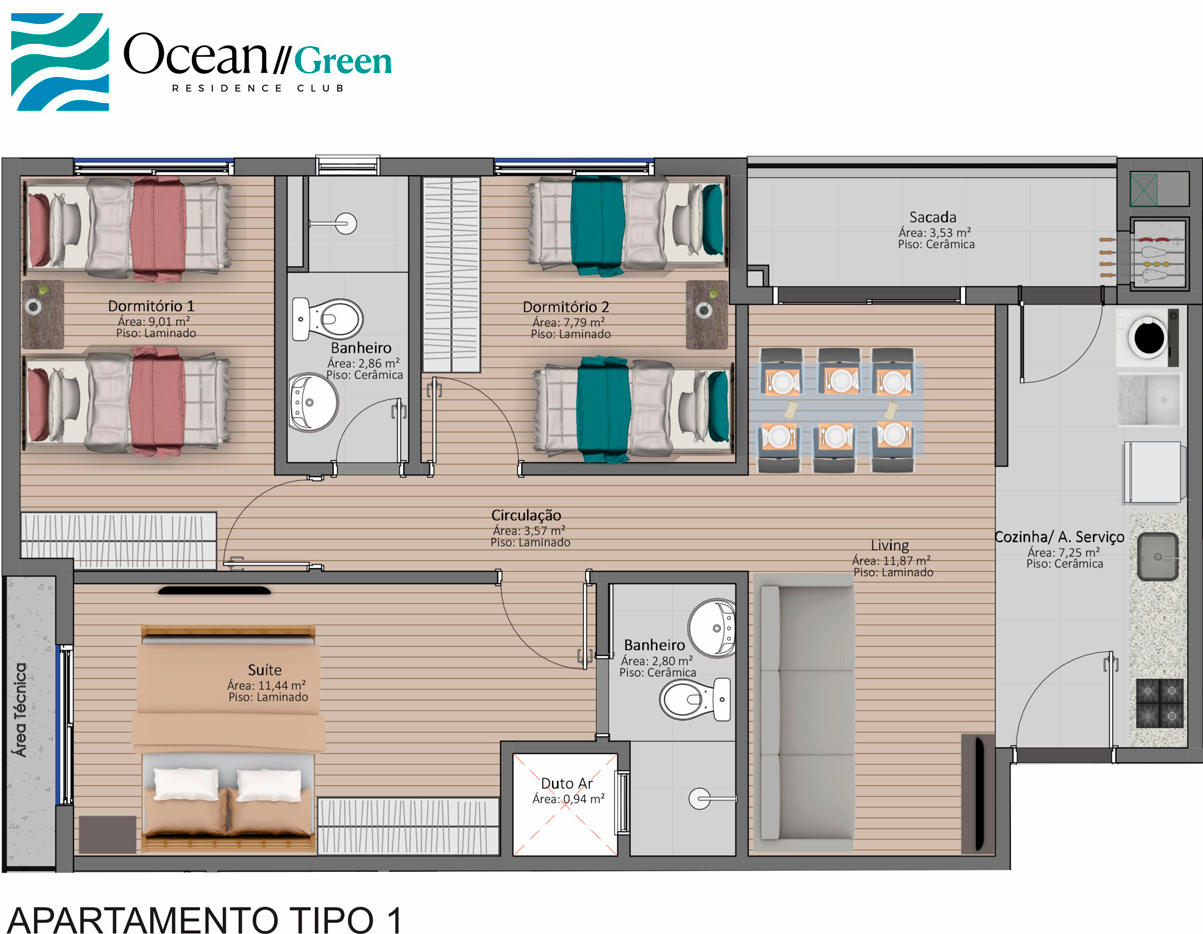 Ocean//Green
RESIDENCE CLUB
Sacada
Área: 3,53 m²
Piso: Cerâmica
Dormitório 1
Área: 9,01 m²
Piso: Laminado
Dormitório 2
Área: 7,79 m²
Piso: Laminado
Banheiro
Área: 2,86 m²
Piso: Cerâmica
Circulação
Área: 3,57 m²
Piso: Laminado
Living
Área: 11,87 m²
Piso: Laminado
Cozinha/ A. Serviço
Área: 7,25 m²
Piso: Cerâmica
Banheiro
Área: 2,80 m²
Piso: Cerâmica
Suíte
Área: 11,44 m²
Piso: Laminado
Área Técnica
Duto Ar
Área: 0,94 m²
APARTAMENTO TIPO 1